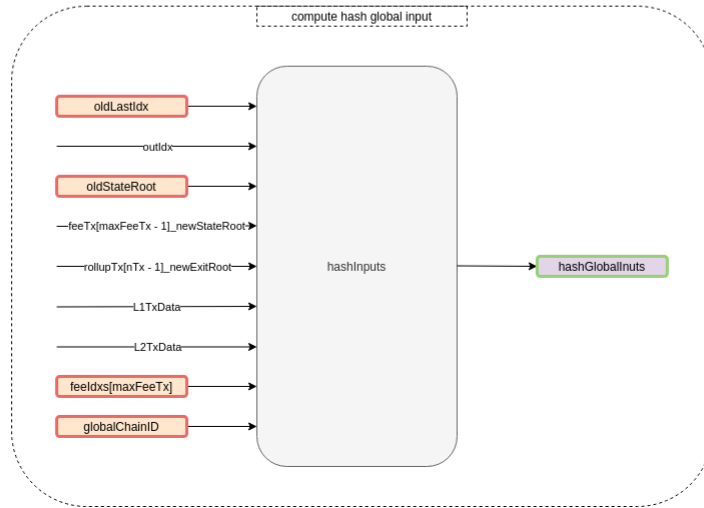 compute hash global input
oldLastIdx
outIdx
oldStateRoot
feeTx[maxFeeTx - 1]_newStateRoot
rollupTx[nTx - 1]_newExitRoot
L1TxData
L2TxData
feeIdxs[maxFeeTx]
globalChainID
hashInputs
hashGlobalInuts